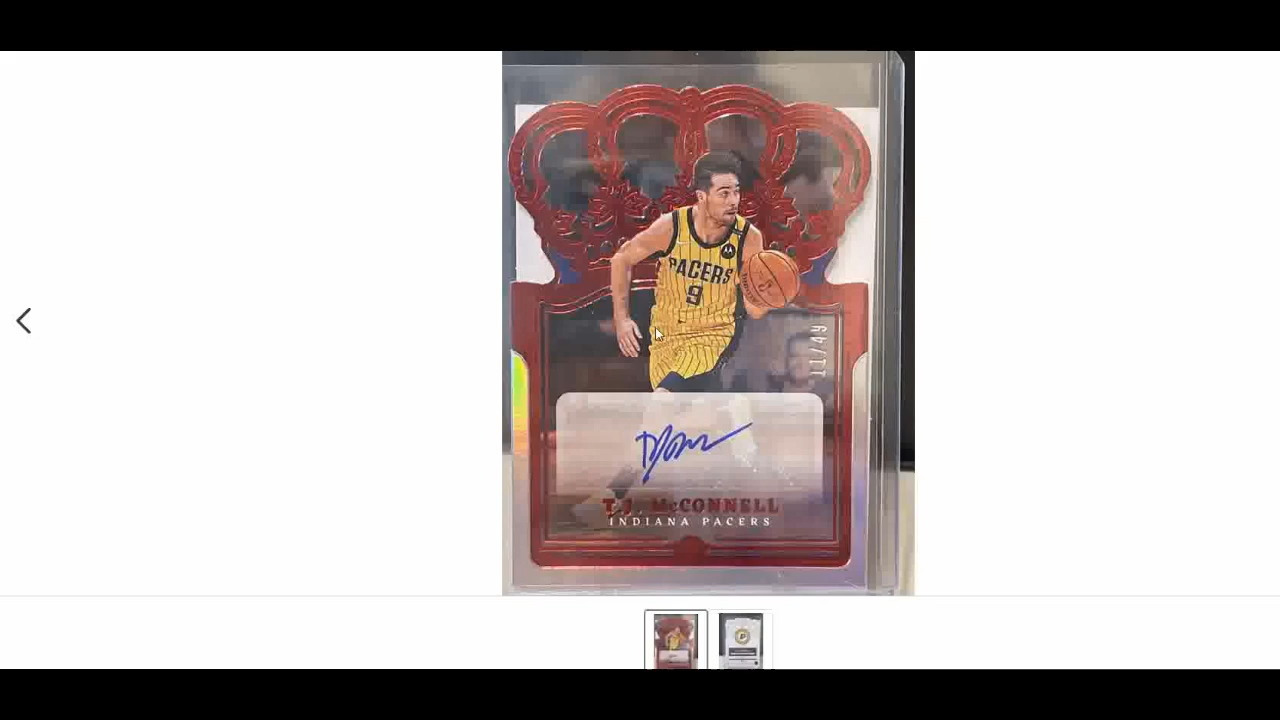 PACERS
9
11/49
T.J. McCONNELL
INDIANA PACERS